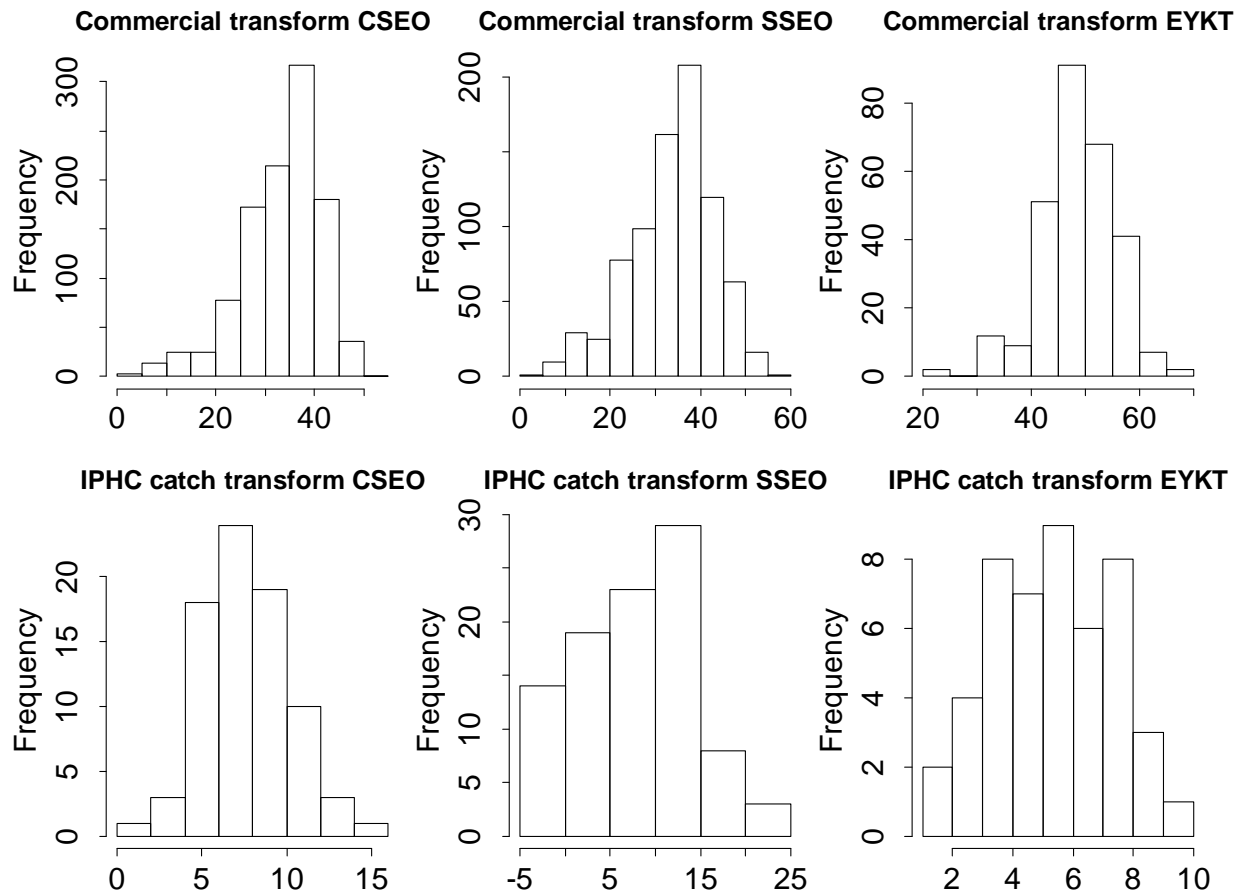 Commercial transform CSEO
Frequency
0 100 200 300
0 20 40
Commercial transform SSEO
Frequency
0 50 100 200
0 10 20 30 40 50 60
Commercial transform EYKT
Frequency
0 20 40 60 80
20 40 60
IPHC catch transform CSEO
Frequency
0 5 10 15 20
0 5 10 15
IPHC catch transform SSEO
Frequency
0 5 10 20 30
-5 5 15 25
IPHC catch transform EYKT
Frequency
0 2 4 6 8
2 4 6 8 10